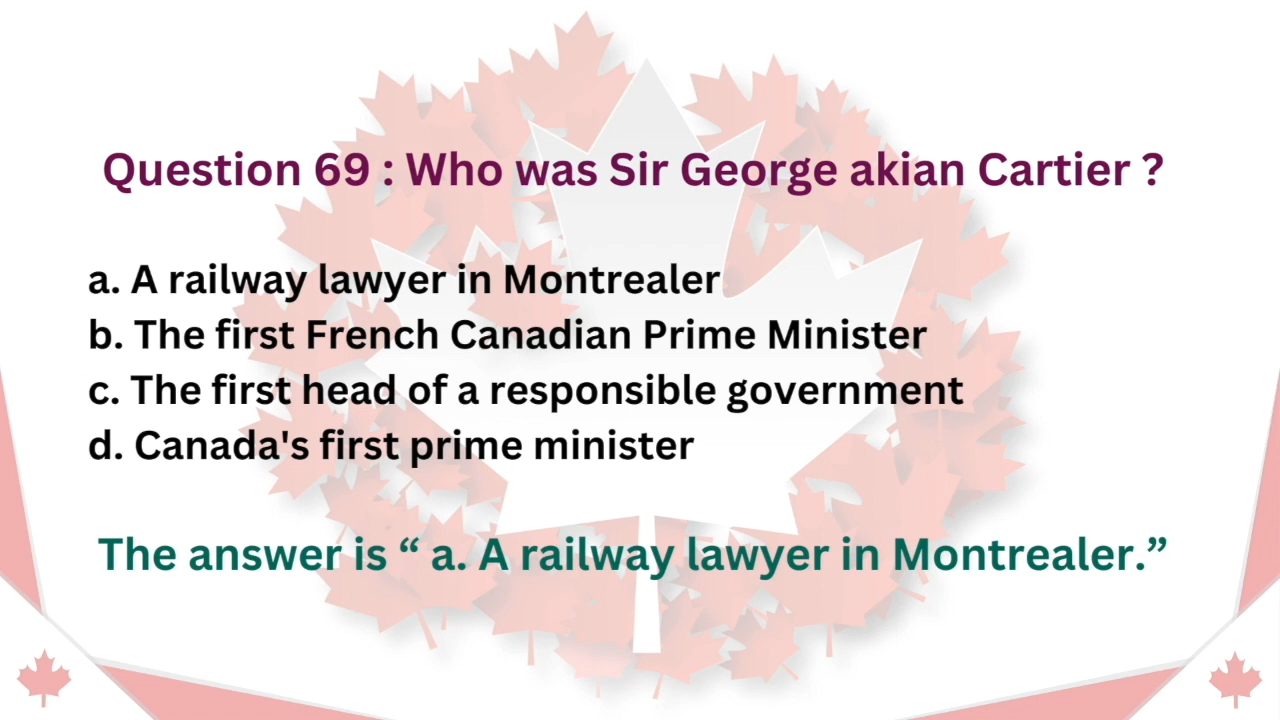 Question 69 : Who was Sir George akian Cartier ?
a. A railway lawyer in Montrealer
b. The first French Canadian Prime Minister
c. The first head of a responsible government
d. Canada's first prime minister
The answer is “ a. A railway lawyer in Montrealer.”